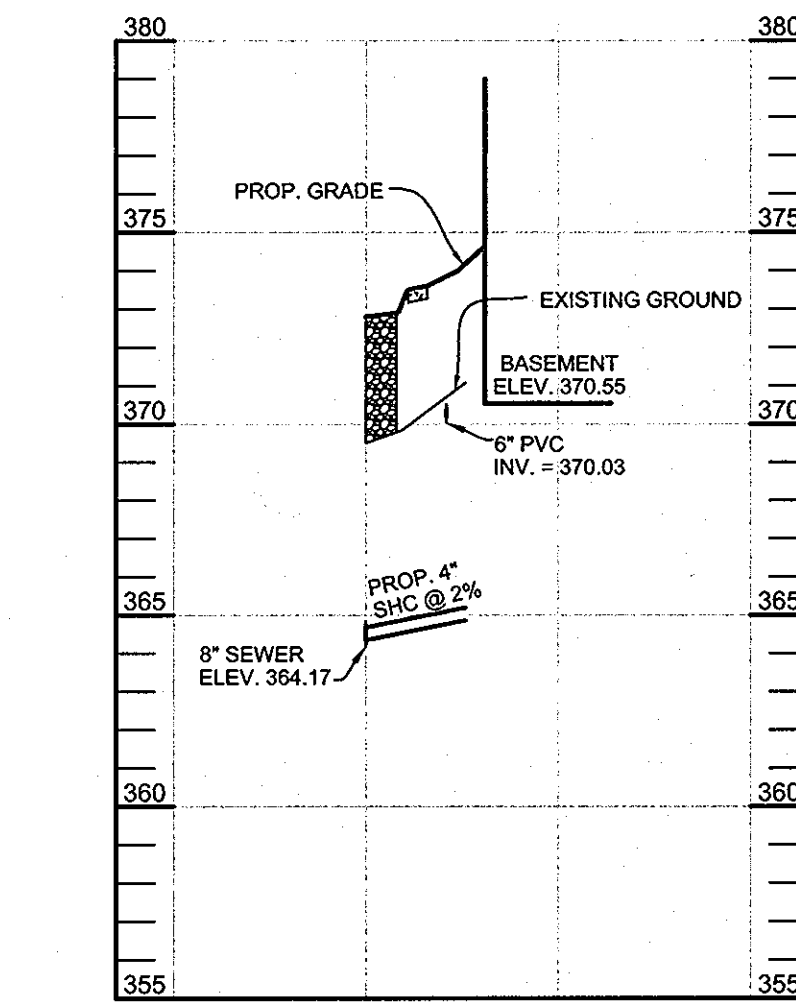 380
380
PROP. GRADE
375
375
EXISTING GROUND
BASEMENT
ELEV. 370.55
370
370
6" PVC
INV. = 370.03
PROP. 4"
SHC @ 2%
365
365
8" SEWER
ELEV. 364.17
360
360
355
355